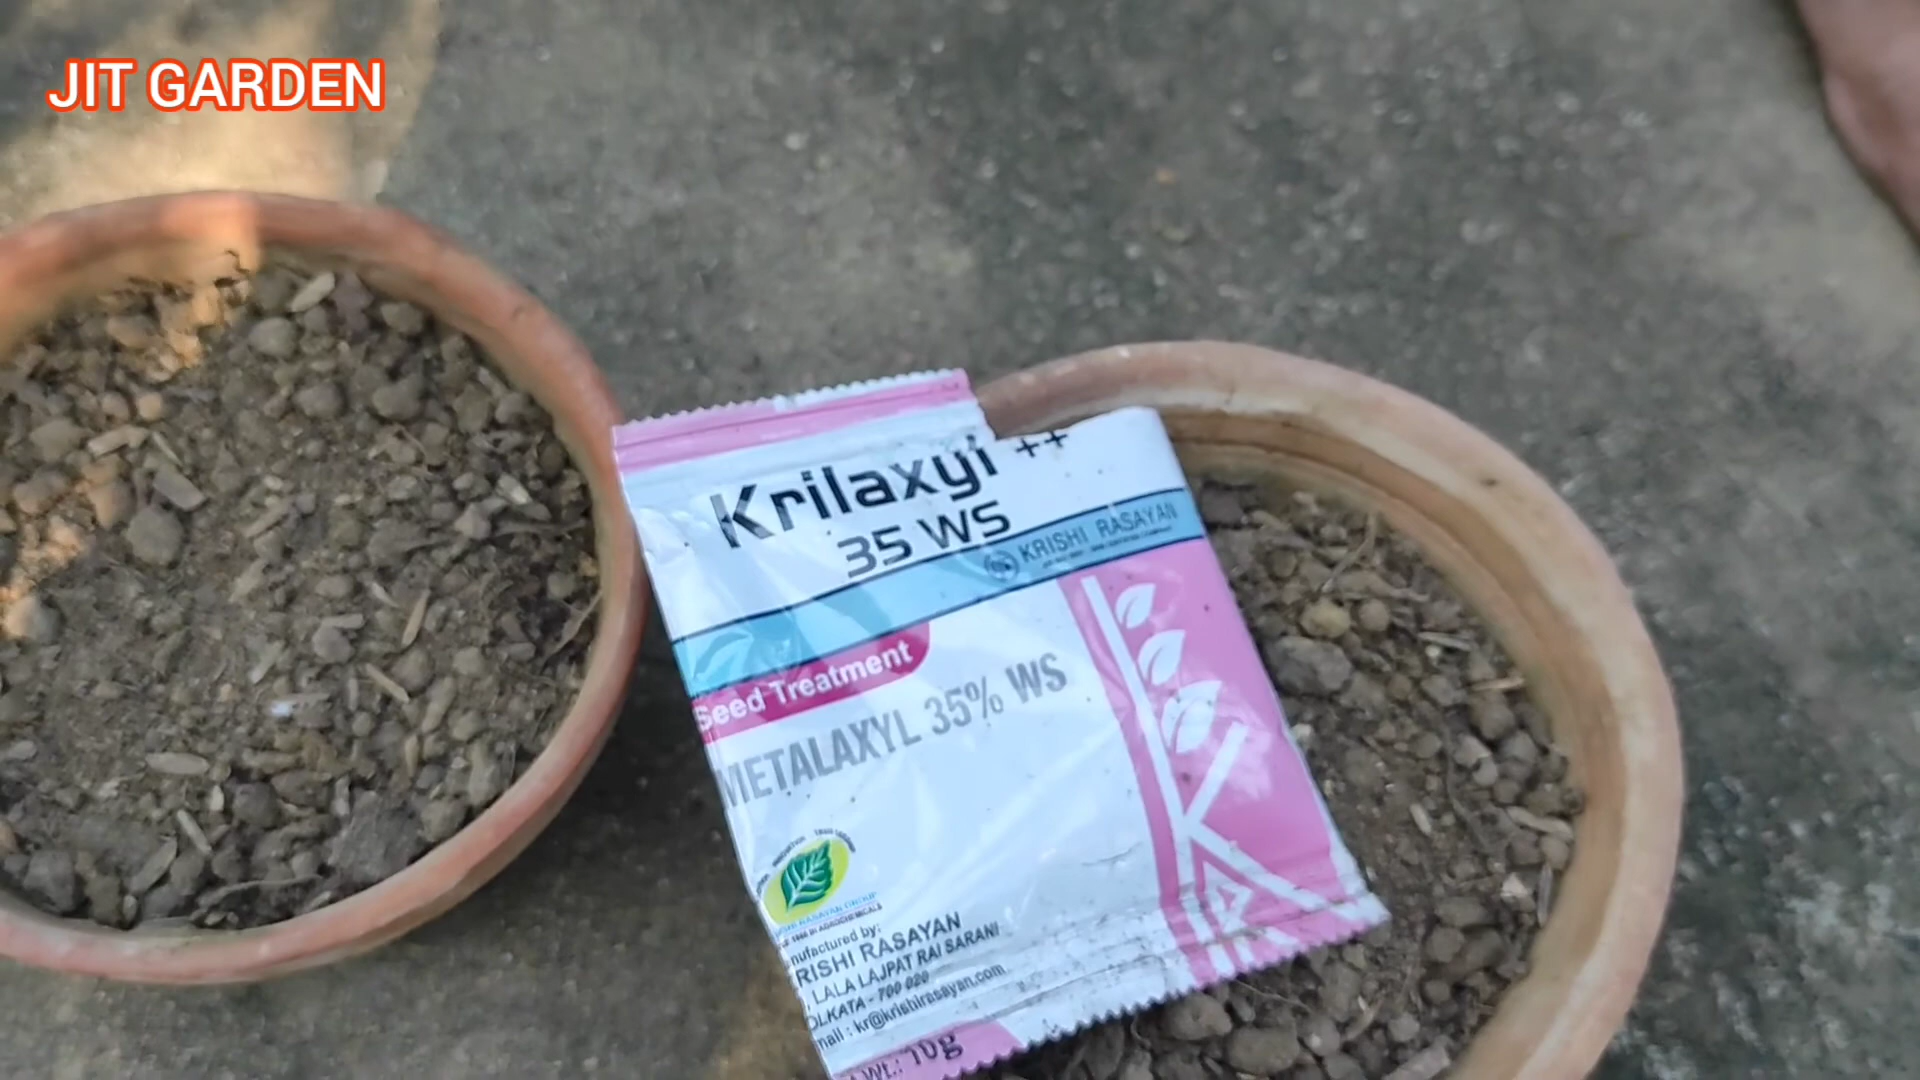 JIT GARDEN
Krilaxyl ++
35 WS
KRISHI RASAYAN
Seed Treatment
METALAXYL 35% WS
nufactured by:
RISHI RASAYAN
, LALA LAJPAT RAI SARANI
OLKATA - 700 020
mail : kr@krishirasayan.com
Wt.: 10g